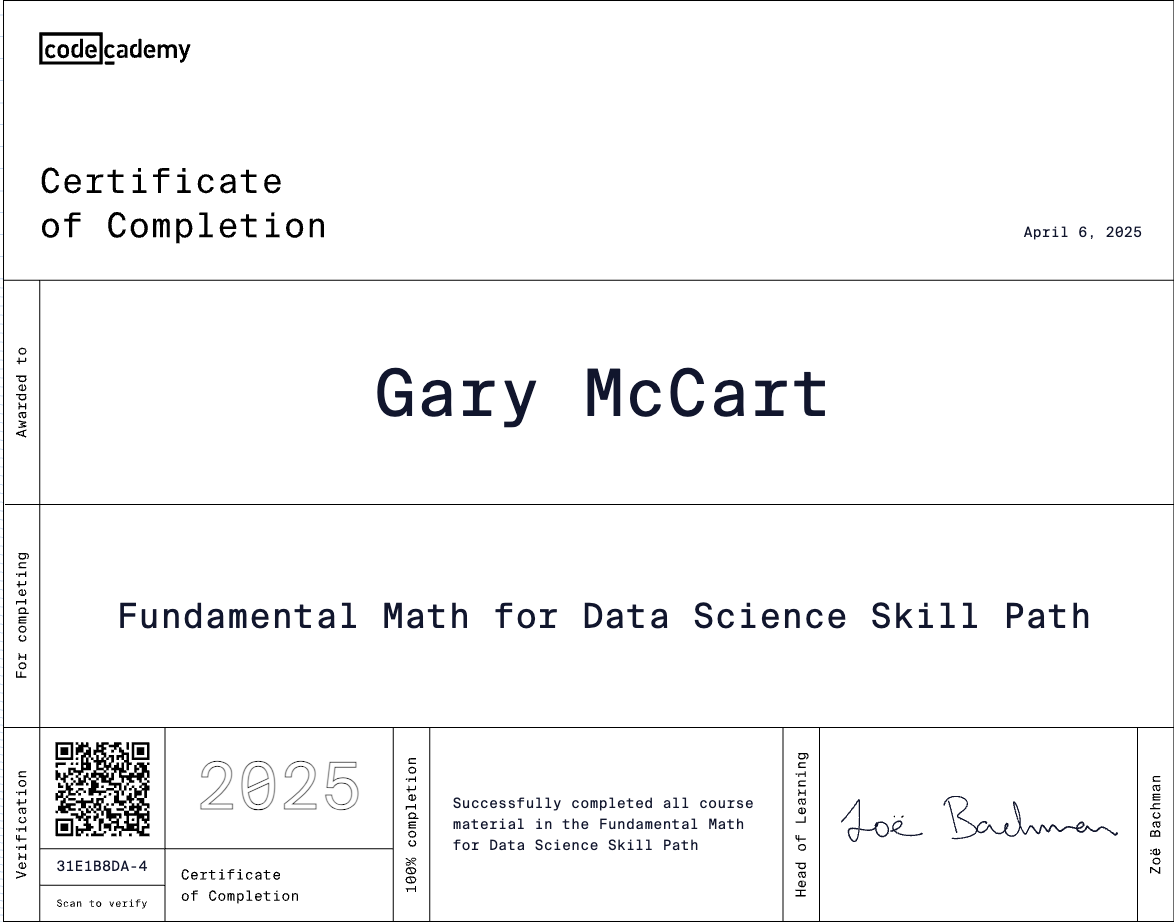 codecademy
Certificate
of Completion
April 6, 2025
Awarded to
Gary McCart
For completing
Fundamental Math for Data Science Skill Path
Verification
31E1B8DA-4
Scan to verify
2025
Certificate
of Completion
100% completion
Successfully completed all course
material in the Fundamental Math
for Data Science Skill Path
Head of Learning
Zoë Bachman
Zoë Bachman